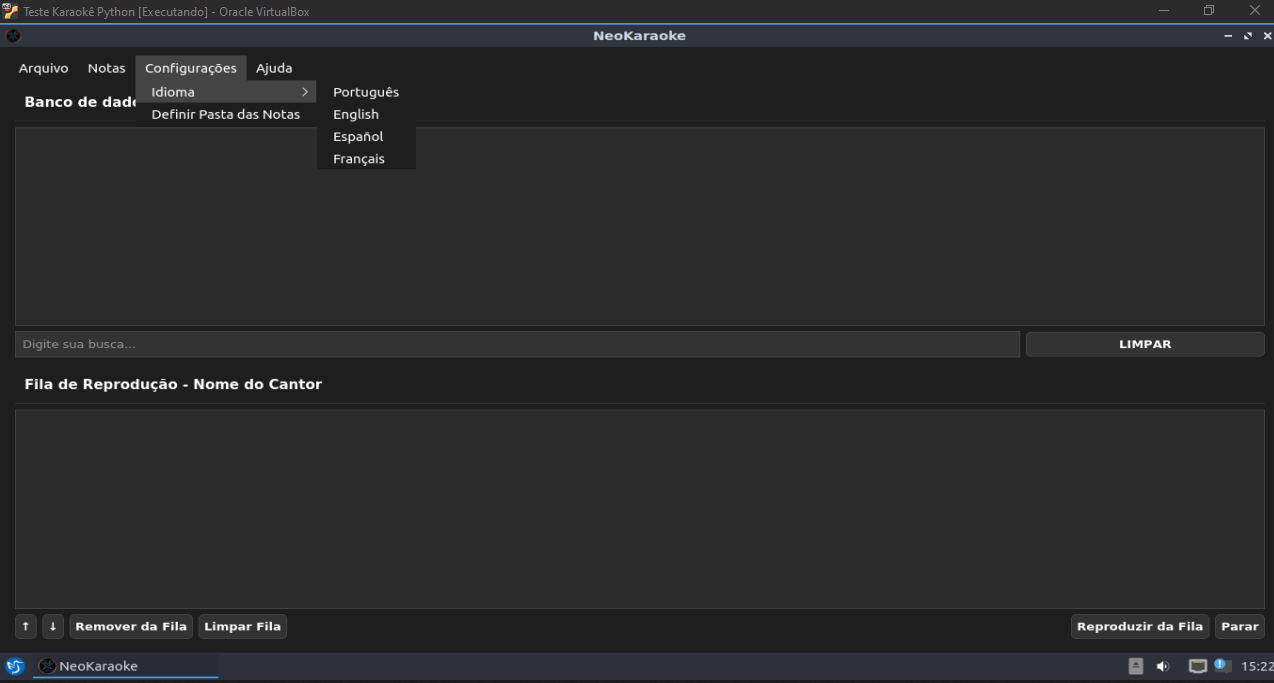 Teste Karaokê Python [Executando] - Oracle VirtualBox
NeoKaraoke
Arquivo Notas Configurações Ajuda
Idioma
Definir Pasta das Notas
Português
English
Español
Français
Banco de dad
Digite sua busca...
LIMPAR
Fila de Reprodução - Nome do Cantor
↑ ↓ Remover da Fila Limpar Fila
Reproduzir da Fila Parar
NeoKaraoke
15:22